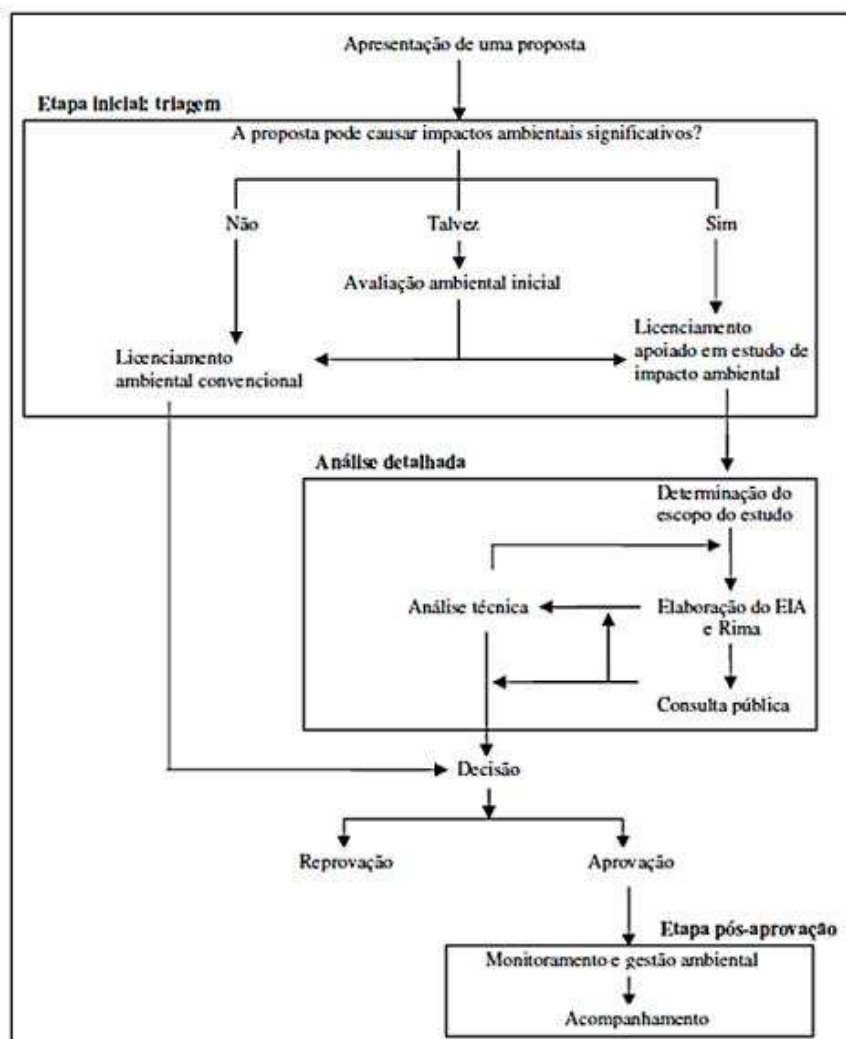 Apresentação de uma proposta
Etapa inicial: triagem
A proposta pode causar impactos ambientais significativos?
Não
Talvez
Sim
Avaliação ambiental inicial
Licenciamento
ambiental convencional
Licenciamento
apoiado em estudo de
impacto ambiental
Análise detalhada
Determinação do
escopo do estudo
Análise técnica
Elaboração do EIA
e Rima
Consulta pública
Decisão
Reprovação
Aprovação
Etapa pós-aprovação
Monitoramento e gestão ambiental
Acompanhamento